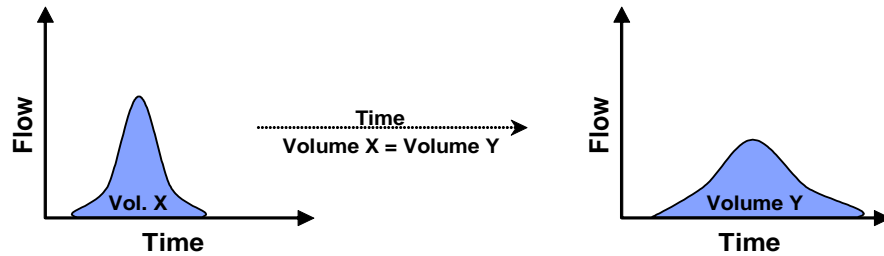 Flow
Vol. X
Time
Time
Volume X = Volume Y
Flow
Volume Y
Time